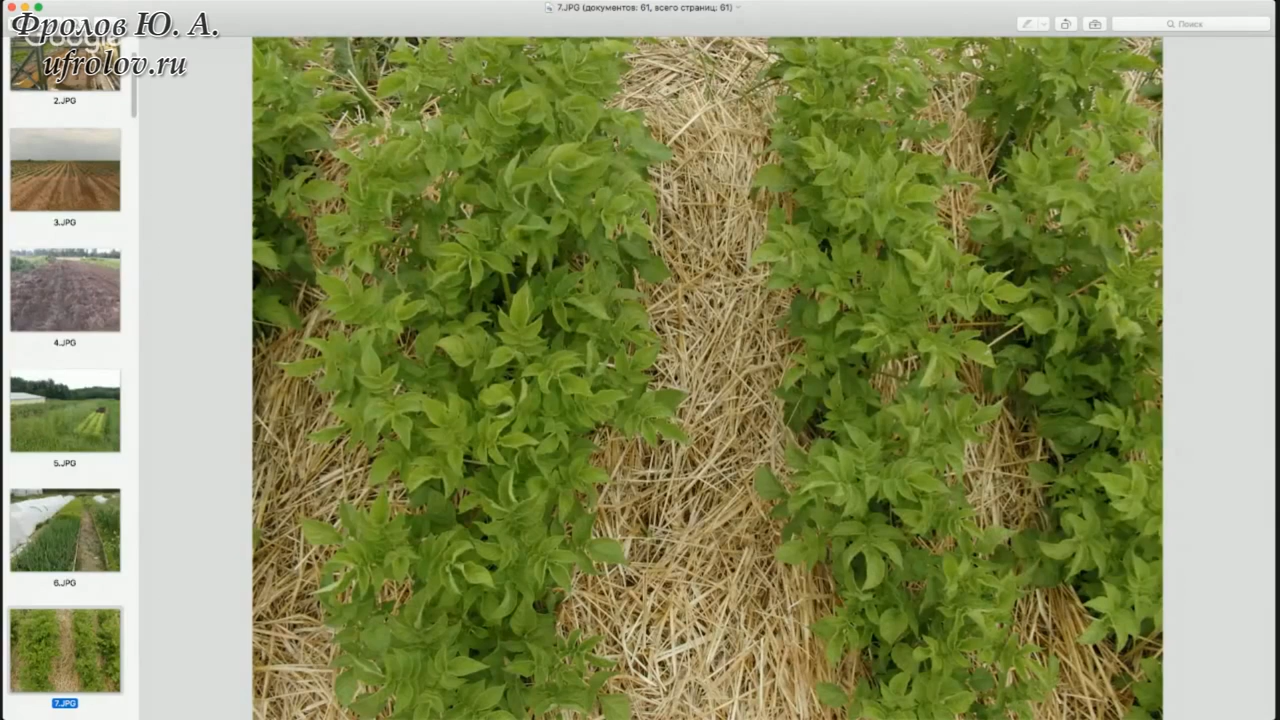 7.JPG (документов: 61, всего страниц: 61)
Поиск
Фролов Ю. А.
ufrolov.ru
2.JPG
3.JPG
4.JPG
5.JPG
6.JPG
7.JPG